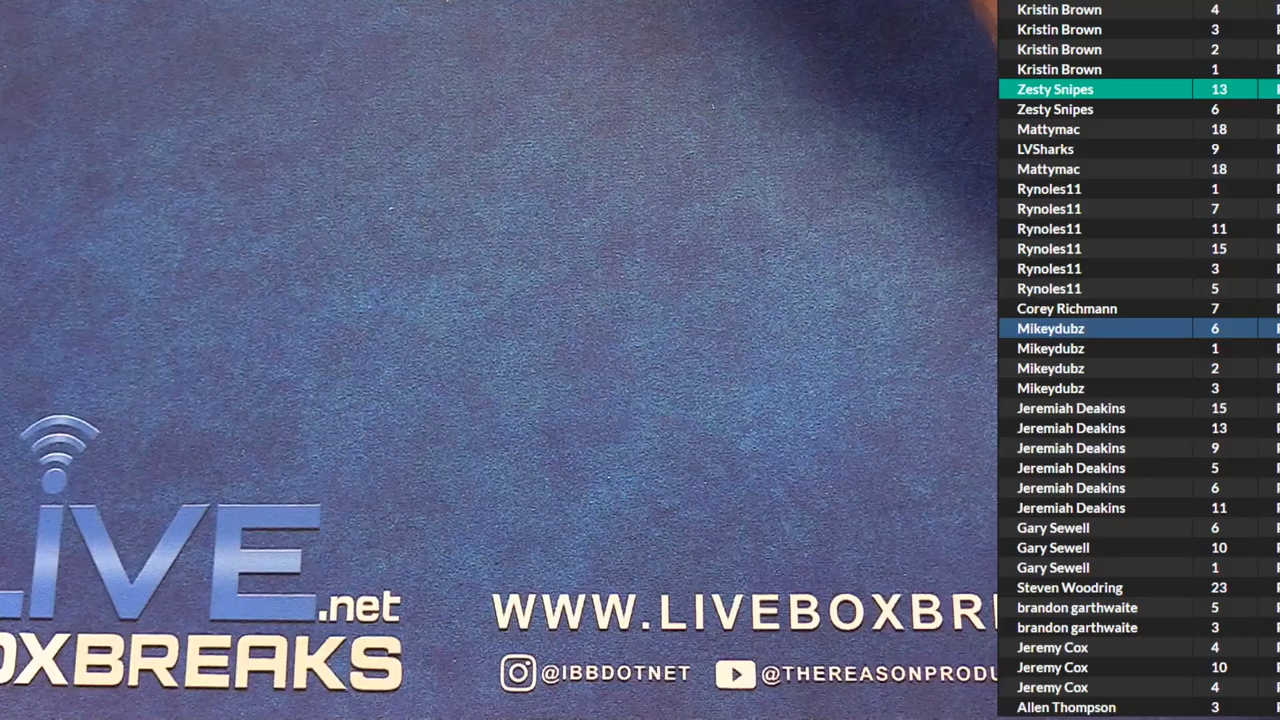 Kristin Brown 4
Kristin Brown 3
Kristin Brown 2
Kristin Brown 1
Zesty Snipes 13
Zesty Snipes 6
Mattymac 18
LVSharks 9
Mattymac 18
Rynoles11 1
Rynoles11 7
Rynoles11 11
Rynoles11 15
Rynoles11 3
Rynoles11 5
Corey Richmann 7
Mikeydubz 6
Mikeydubz 1
Mikeydubz 2
Mikeydubz 3
Jeremiah Deakins 15
Jeremiah Deakins 13
Jeremiah Deakins 9
Jeremiah Deakins 5
Jeremiah Deakins 6
Jeremiah Deakins 11
Gary Sewell 6
Gary Sewell 10
Gary Sewell 1
Steven Woodring 23
brandon garthwaite 5
brandon garthwaite 3
Jeremy Cox 4
Jeremy Cox 10
Jeremy Cox 4
Allen Thompson 3
LIVE.net
OXBREAKS
WWW.LIVEBOXBRE
@IBBDOTNET @THEREASONPRODU